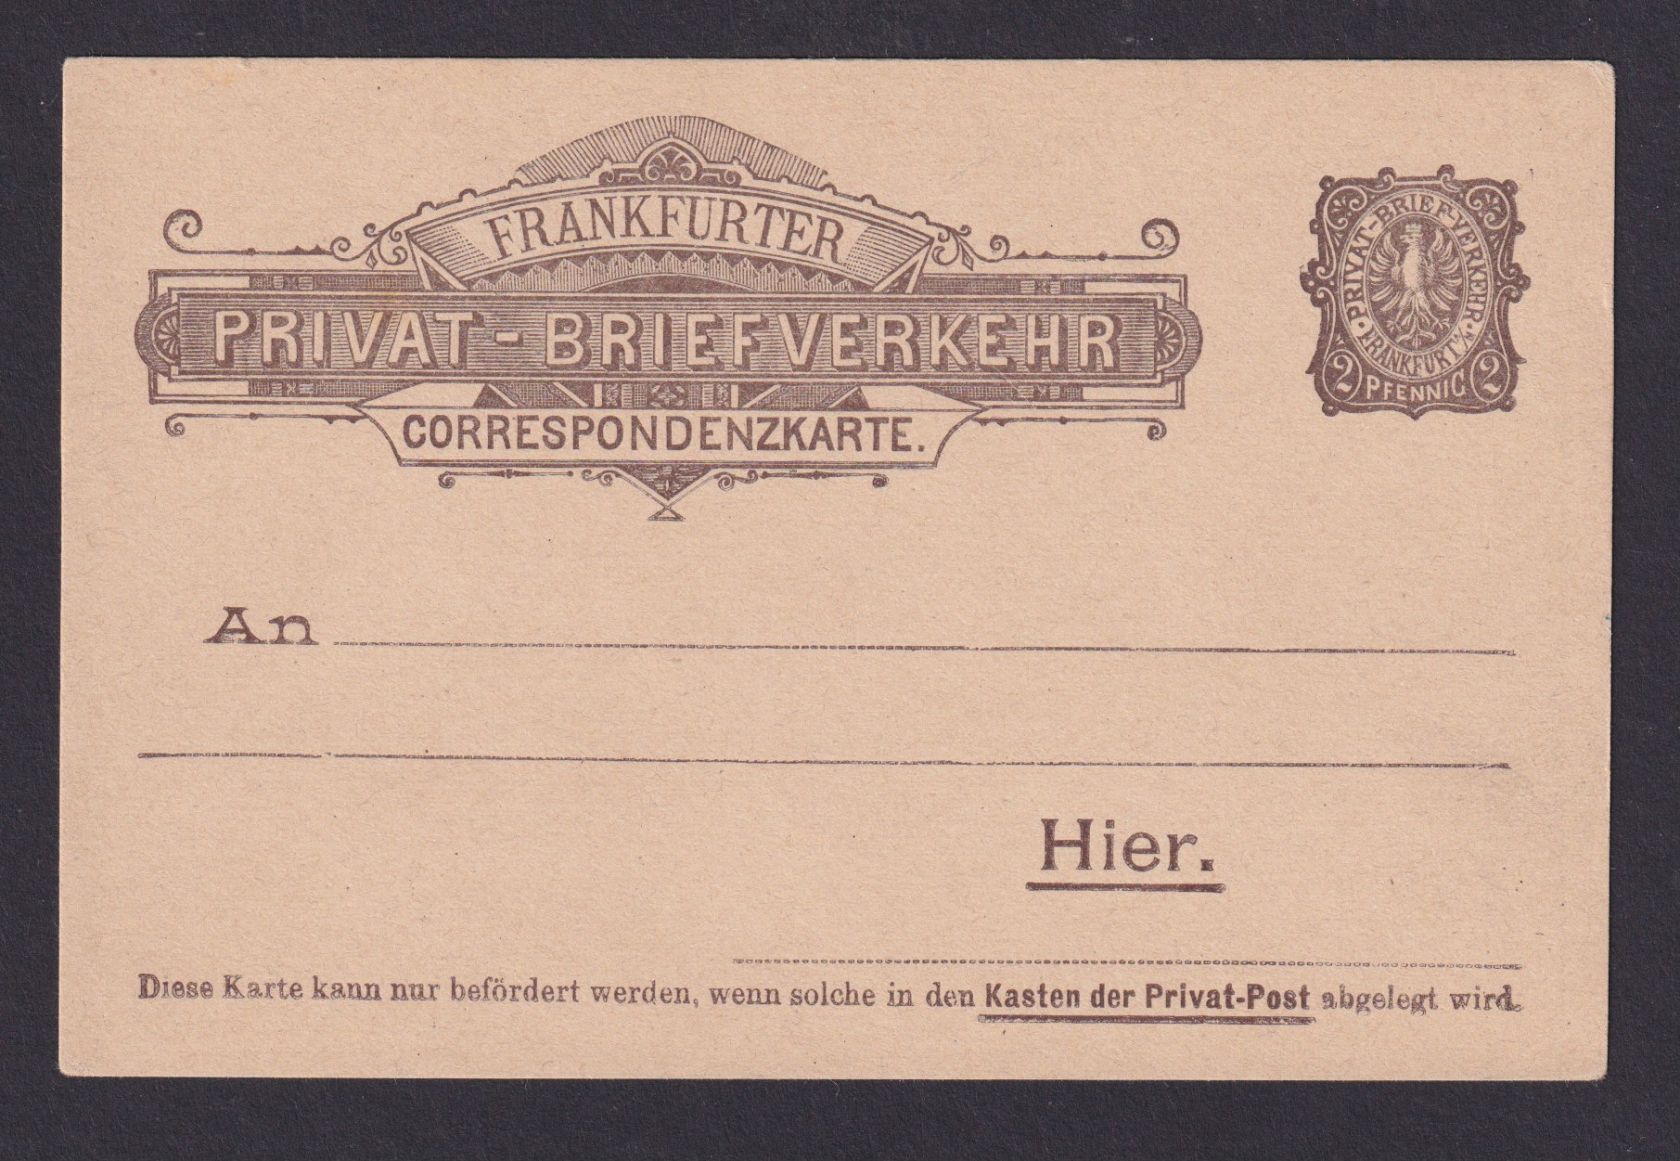 FRANKFURTER
PRIVAT-BRIEFVERKEHR
CORRESPONDENZKARTE.
PRIVAT-BRIEF-VERKEHR
FRANKFURT a/M
2 PFENNIG 2
An
Hier.
Diese Karte kann nur befördert werden, wenn solche in den Kasten der Privat-Post abgelegt wird.